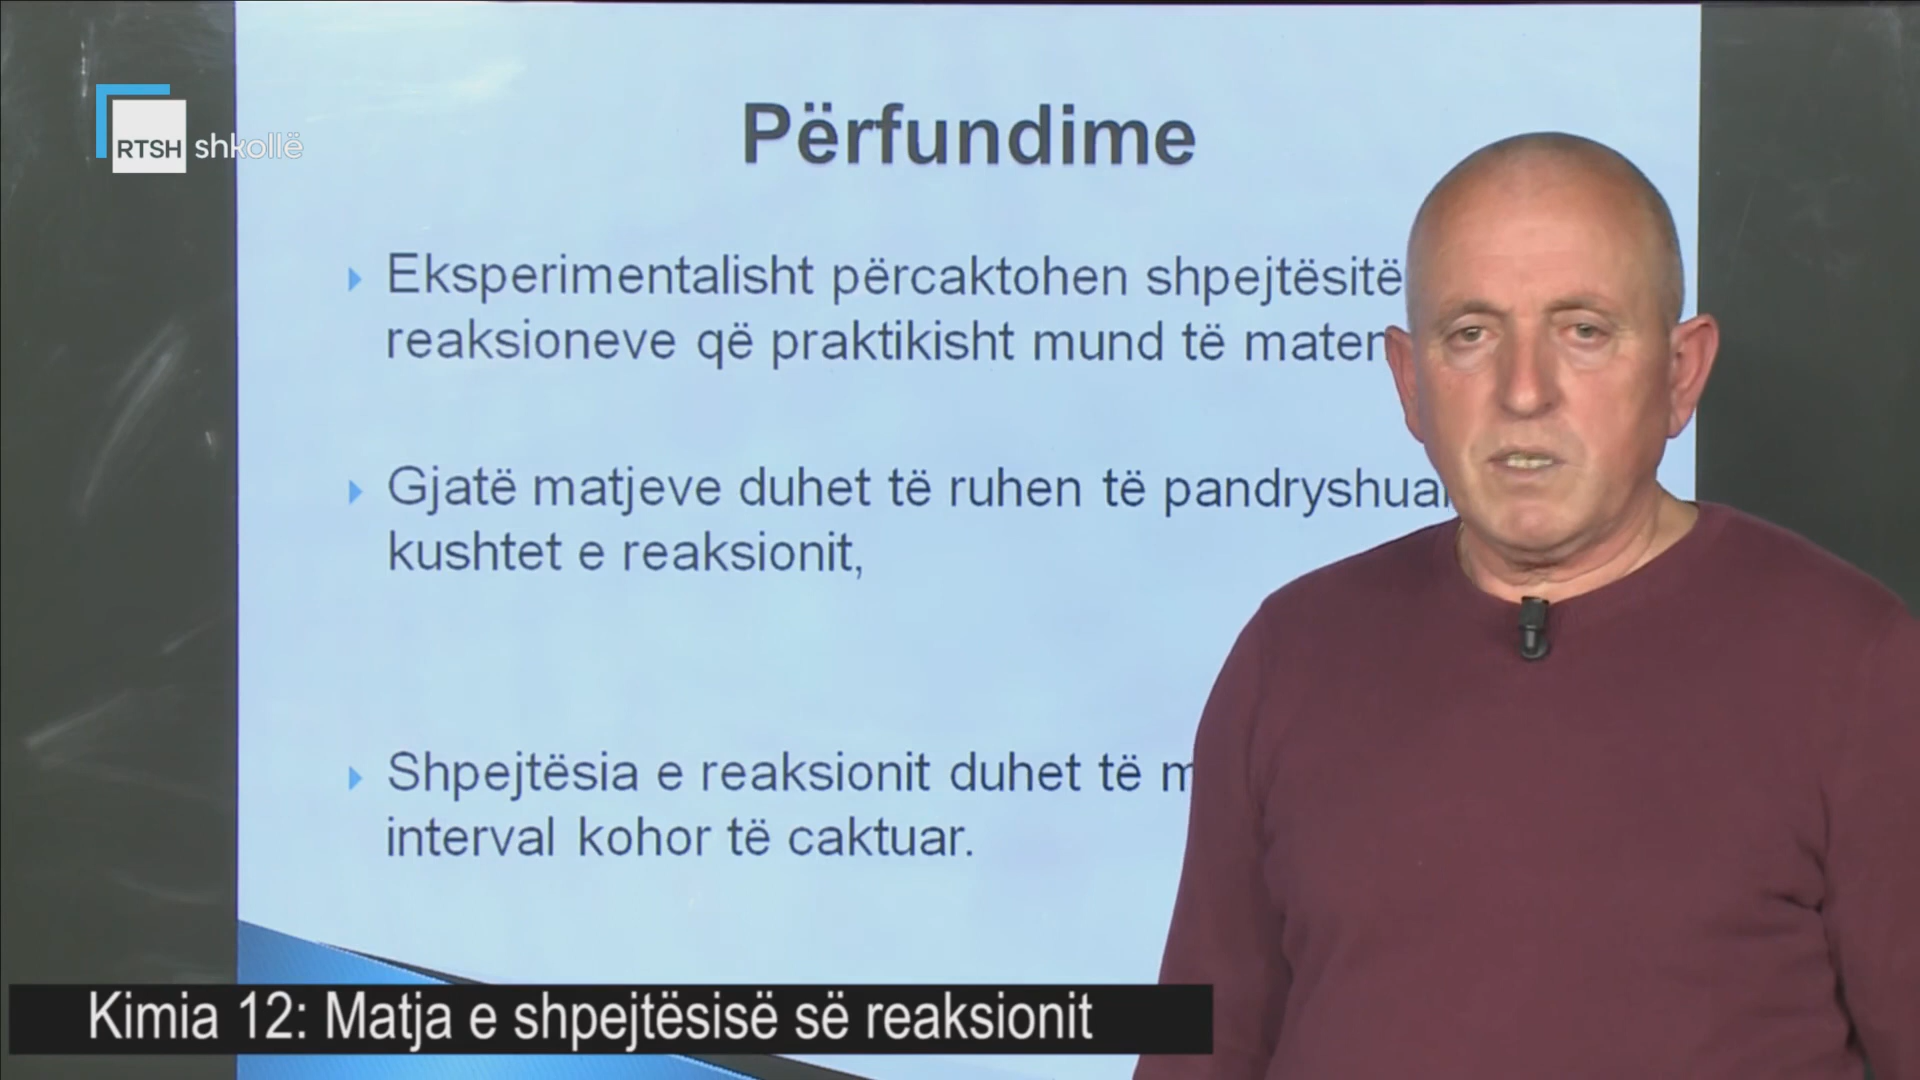 RTSH shkollë
Përfundime
Eksperimentalisht përcaktohen shpejtësitë
reaksioneve që praktikisht mund të maten
Gjatë matjeve duhet të ruhen të pandryshuar
kushtet e reaksionit,
Shpejtësia e reaksionit duhet të
interval kohor të caktuar.
Kimia 12: Matja e shpejtësisë së reaksionit